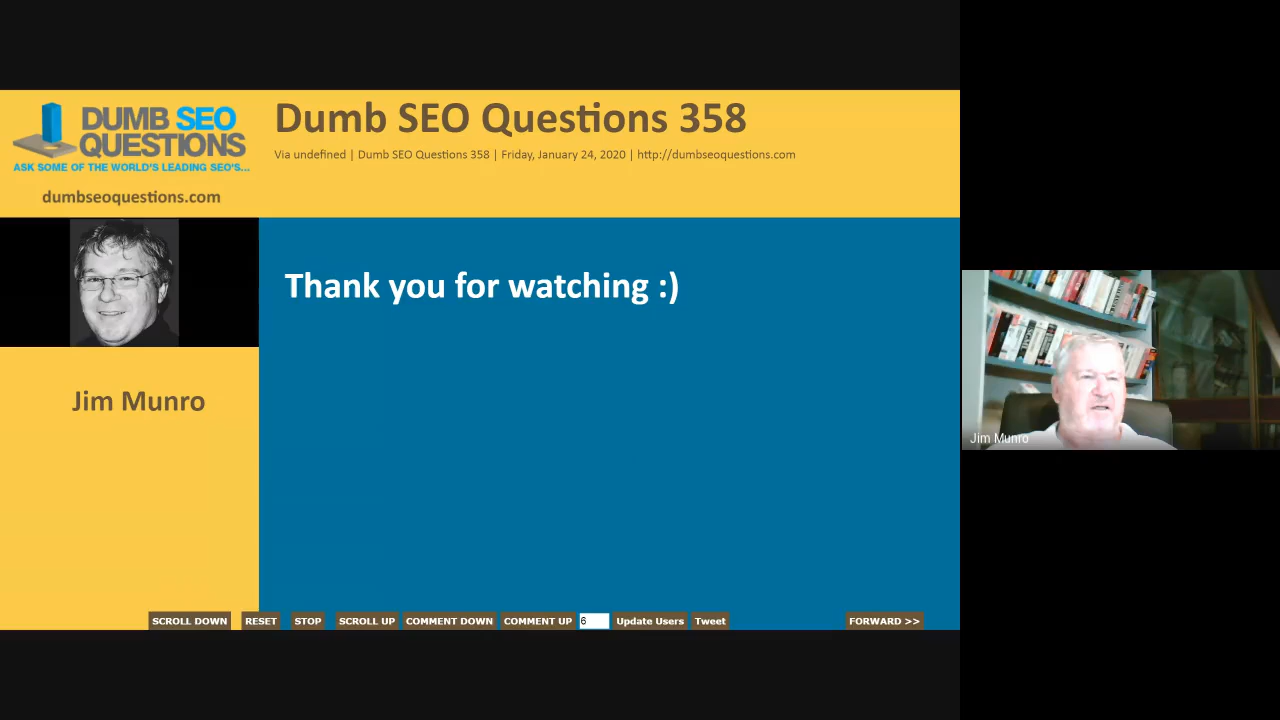 DUMB SEO
QUESTIONS
ASK SOME OF THE WORLD'S LEADING SEO'S...
dumbseoquestions.com
Dumb SEO Questions 358
Via undefined | Dumb SEO Questions 358 | Friday, January 24, 2020 | http://dumbseoquestions.com
Thank you for watching :)
Jim Munro
Jim Munro
SCROLL DOWN RESET STOP SCROLL UP COMMENT DOWN COMMENT UP 6 Update Users Tweet FORWARD >>